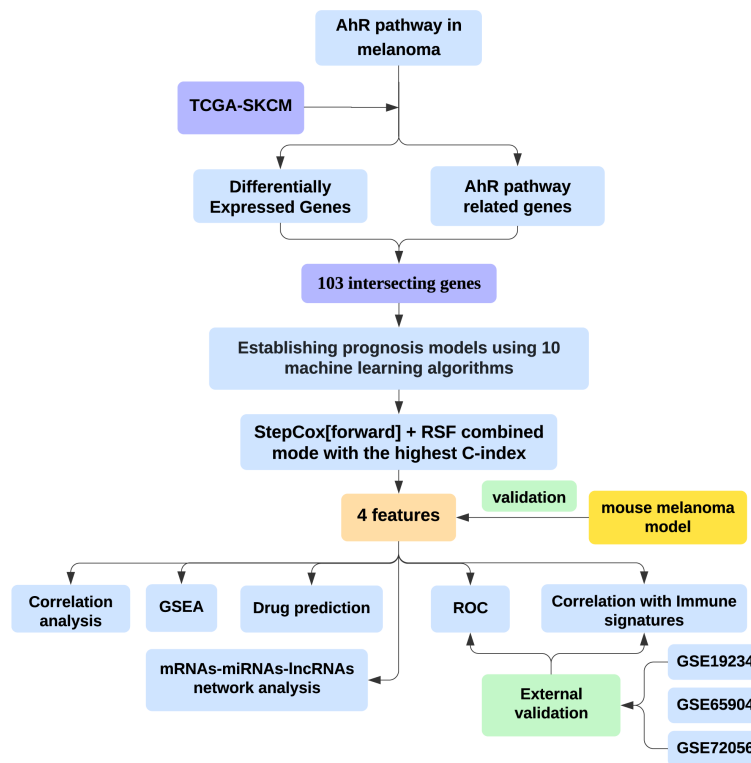 AhR pathway in
melanoma
TCGA-SKCM
Differentially
Expressed Genes
AhR pathway
related genes
103 intersecting genes
Establishing prognosis models using 10
machine learning algorithms
StepCox[forward] + RSF combined
mode with the highest C-index
validation
4 features
mouse melanoma
model
Correlation
analysis
GSEA
Drug prediction
ROC
Correlation with Immune
signatures
mRNAs-miRNAs-lncRNAs
network analysis
External
validation
GSE19234
GSE65904
GSE72056